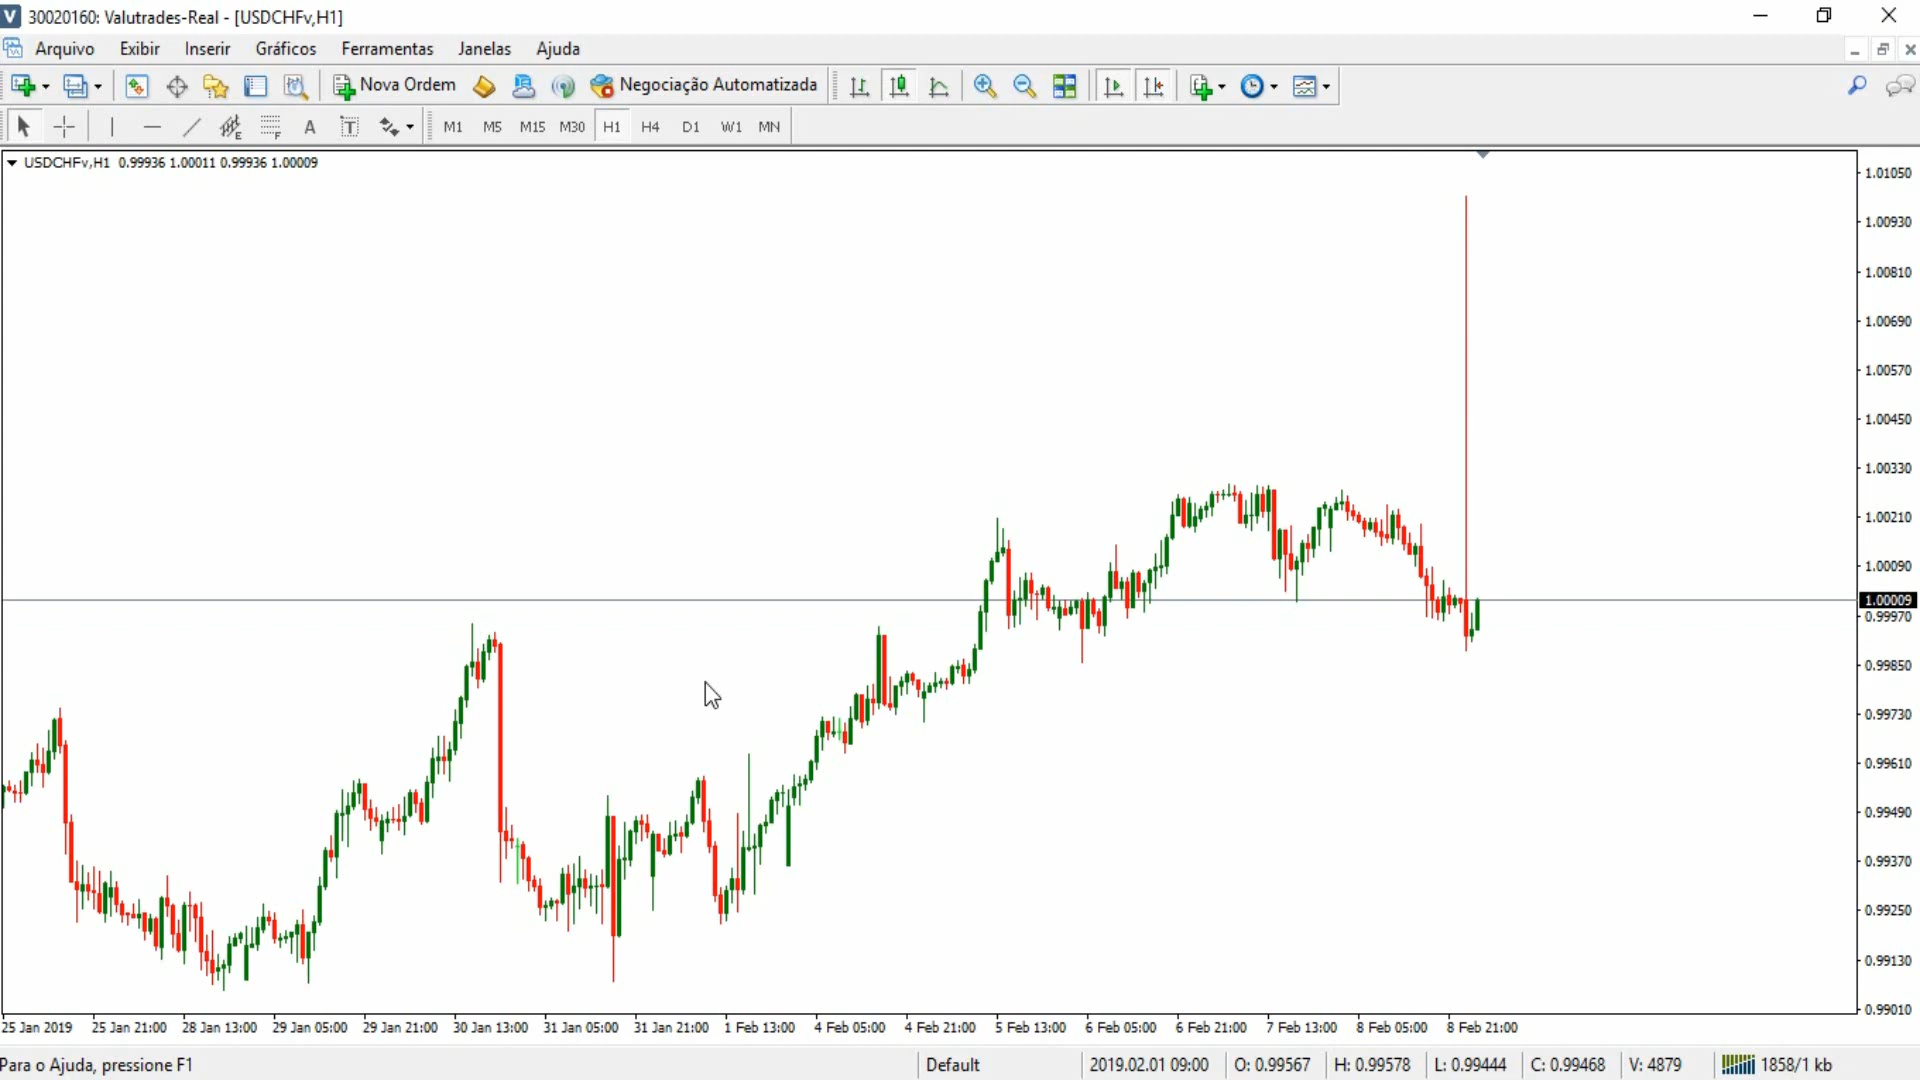 30020160: Valutrades-Real - [USDCHFv,H1]
Arquivo Exibir Inserir Gráficos Ferramentas Janelas Ajuda
Nova Ordem Negociação Automatizada
M1 M5 M15 M30 H1 H4 D1 W1 MN
USDCHFv,H1 0.99936 1.00011 0.99936 1.00009
1.01050
1.00930
1.00810
1.00690
1.00570
1.00450
1.00330
1.00210
1.00090
1.00009
0.99970
0.99850
0.99730
0.99610
0.99490
0.99370
0.99250
0.99130
0.99010
25 Jan 2019 25 Jan 21:00 28 Jan 13:00 29 Jan 05:00 29 Jan 21:00 30 Jan 13:00 31 Jan 05:00 31 Jan 21:00 1 Feb 13:00 4 Feb 05:00 4 Feb 21:00 5 Feb 13:00 6 Feb 05:00 6 Feb 21:00 7 Feb 13:00 8 Feb 05:00 8 Feb 21:00
Para o Ajuda, pressione F1 Default 2019.02.01 09:00 O: 0.99567 H: 0.99578 L: 0.99444 C: 0.99468 V: 4879 1858/1 kb